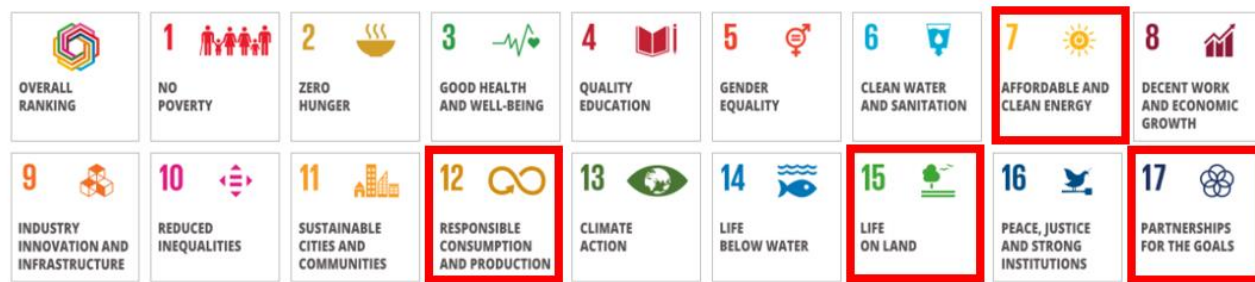 OVERALL
RANKING
1
NO
POVERTY
2
ZERO
HUNGER
3
GOOD HEALTH
AND WELL-BEING
4
QUALITY
EDUCATION
5
GENDER
EQUALITY
6
CLEAN WATER
AND SANITATION
7
AFFORDABLE AND
CLEAN ENERGY
8
DECENT WORK
AND ECONOMIC
GROWTH
9
INDUSTRY
INNOVATION AND
INFRASTRUCTURE
10
REDUCED
INEQUALITIES
11
SUSTAINABLE
CITIES AND
COMMUNITIES
12
RESPONSIBLE
CONSUMPTION
AND PRODUCTION
13
CLIMATE
ACTION
14
LIFE
BELOW WATER
15
LIFE
ON LAND
16
PEACE, JUSTICE
AND STRONG
INSTITUTIONS
17
PARTNERSHIPS
FOR THE GOALS